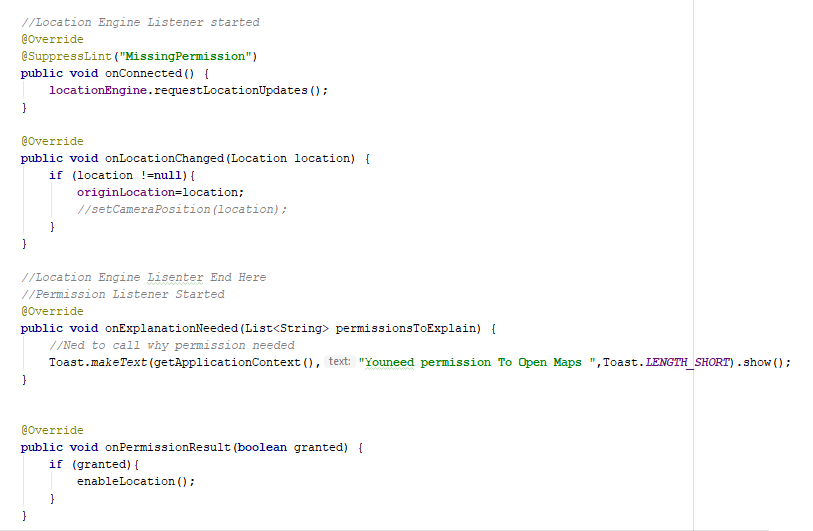 //Location Engine Listener started
@Override
@SuppressLint("MissingPermission")
public void onConnected() {
    locationEngine.requestLocationUpdates();
}
@Override
public void onLocationChanged(Location location) {
    if (location !=null){
        originLocation=location;
        //setCameraPosition(location);
    }
}
//Location Engine Lisenter End Here
//Permission Listener Started
@Override
public void onExplanationNeeded(List<String> permissionsToExplain) {
    //Ned to call why permission needed
    Toast.makeText(getApplicationContext(), text: "Youneed permission To Open Maps ",Toast.LENGTH_SHORT).show();
}
@Override
public void onPermissionResult(boolean granted) {
    if (granted){
        enableLocation();
    }
}